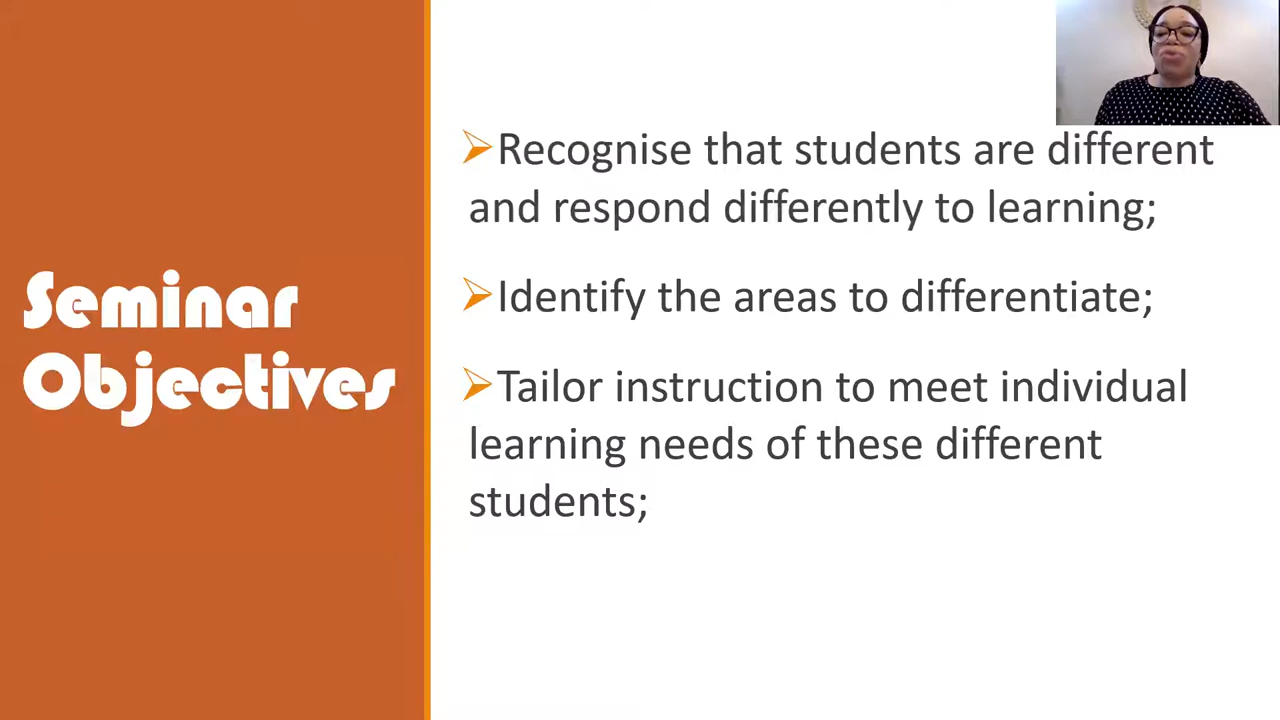 Seminar
Objectives
Recognise that students are different
and respond differently to learning;
Identify the areas to differentiate;
Tailor instruction to meet individual
learning needs of these different
students;